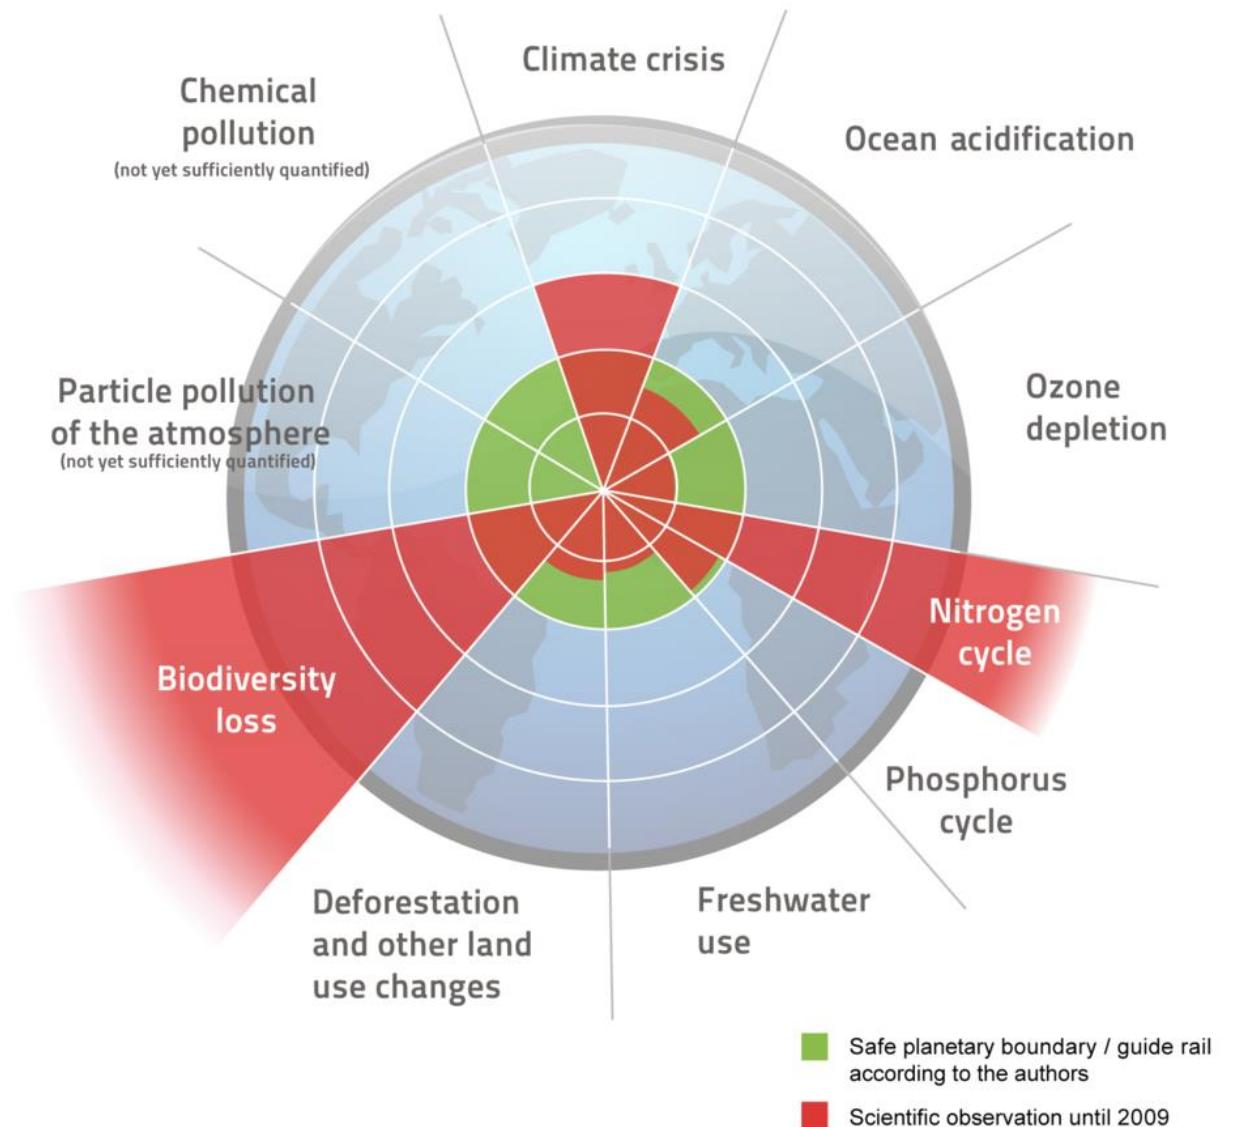 Climate crisis
Chemical
pollution
(not yet sufficiently quantified)
Ocean acidification
Particle pollution
of the atmosphere
(not yet sufficiently quantified)
Ozone
depletion
Nitrogen
cycle
Biodiversity
loss
Phosphorus
cycle
Deforestation
and other land
use changes
Freshwater
use
Safe planetary boundary / guide rail
according to the authors
Scientific observation until 2009